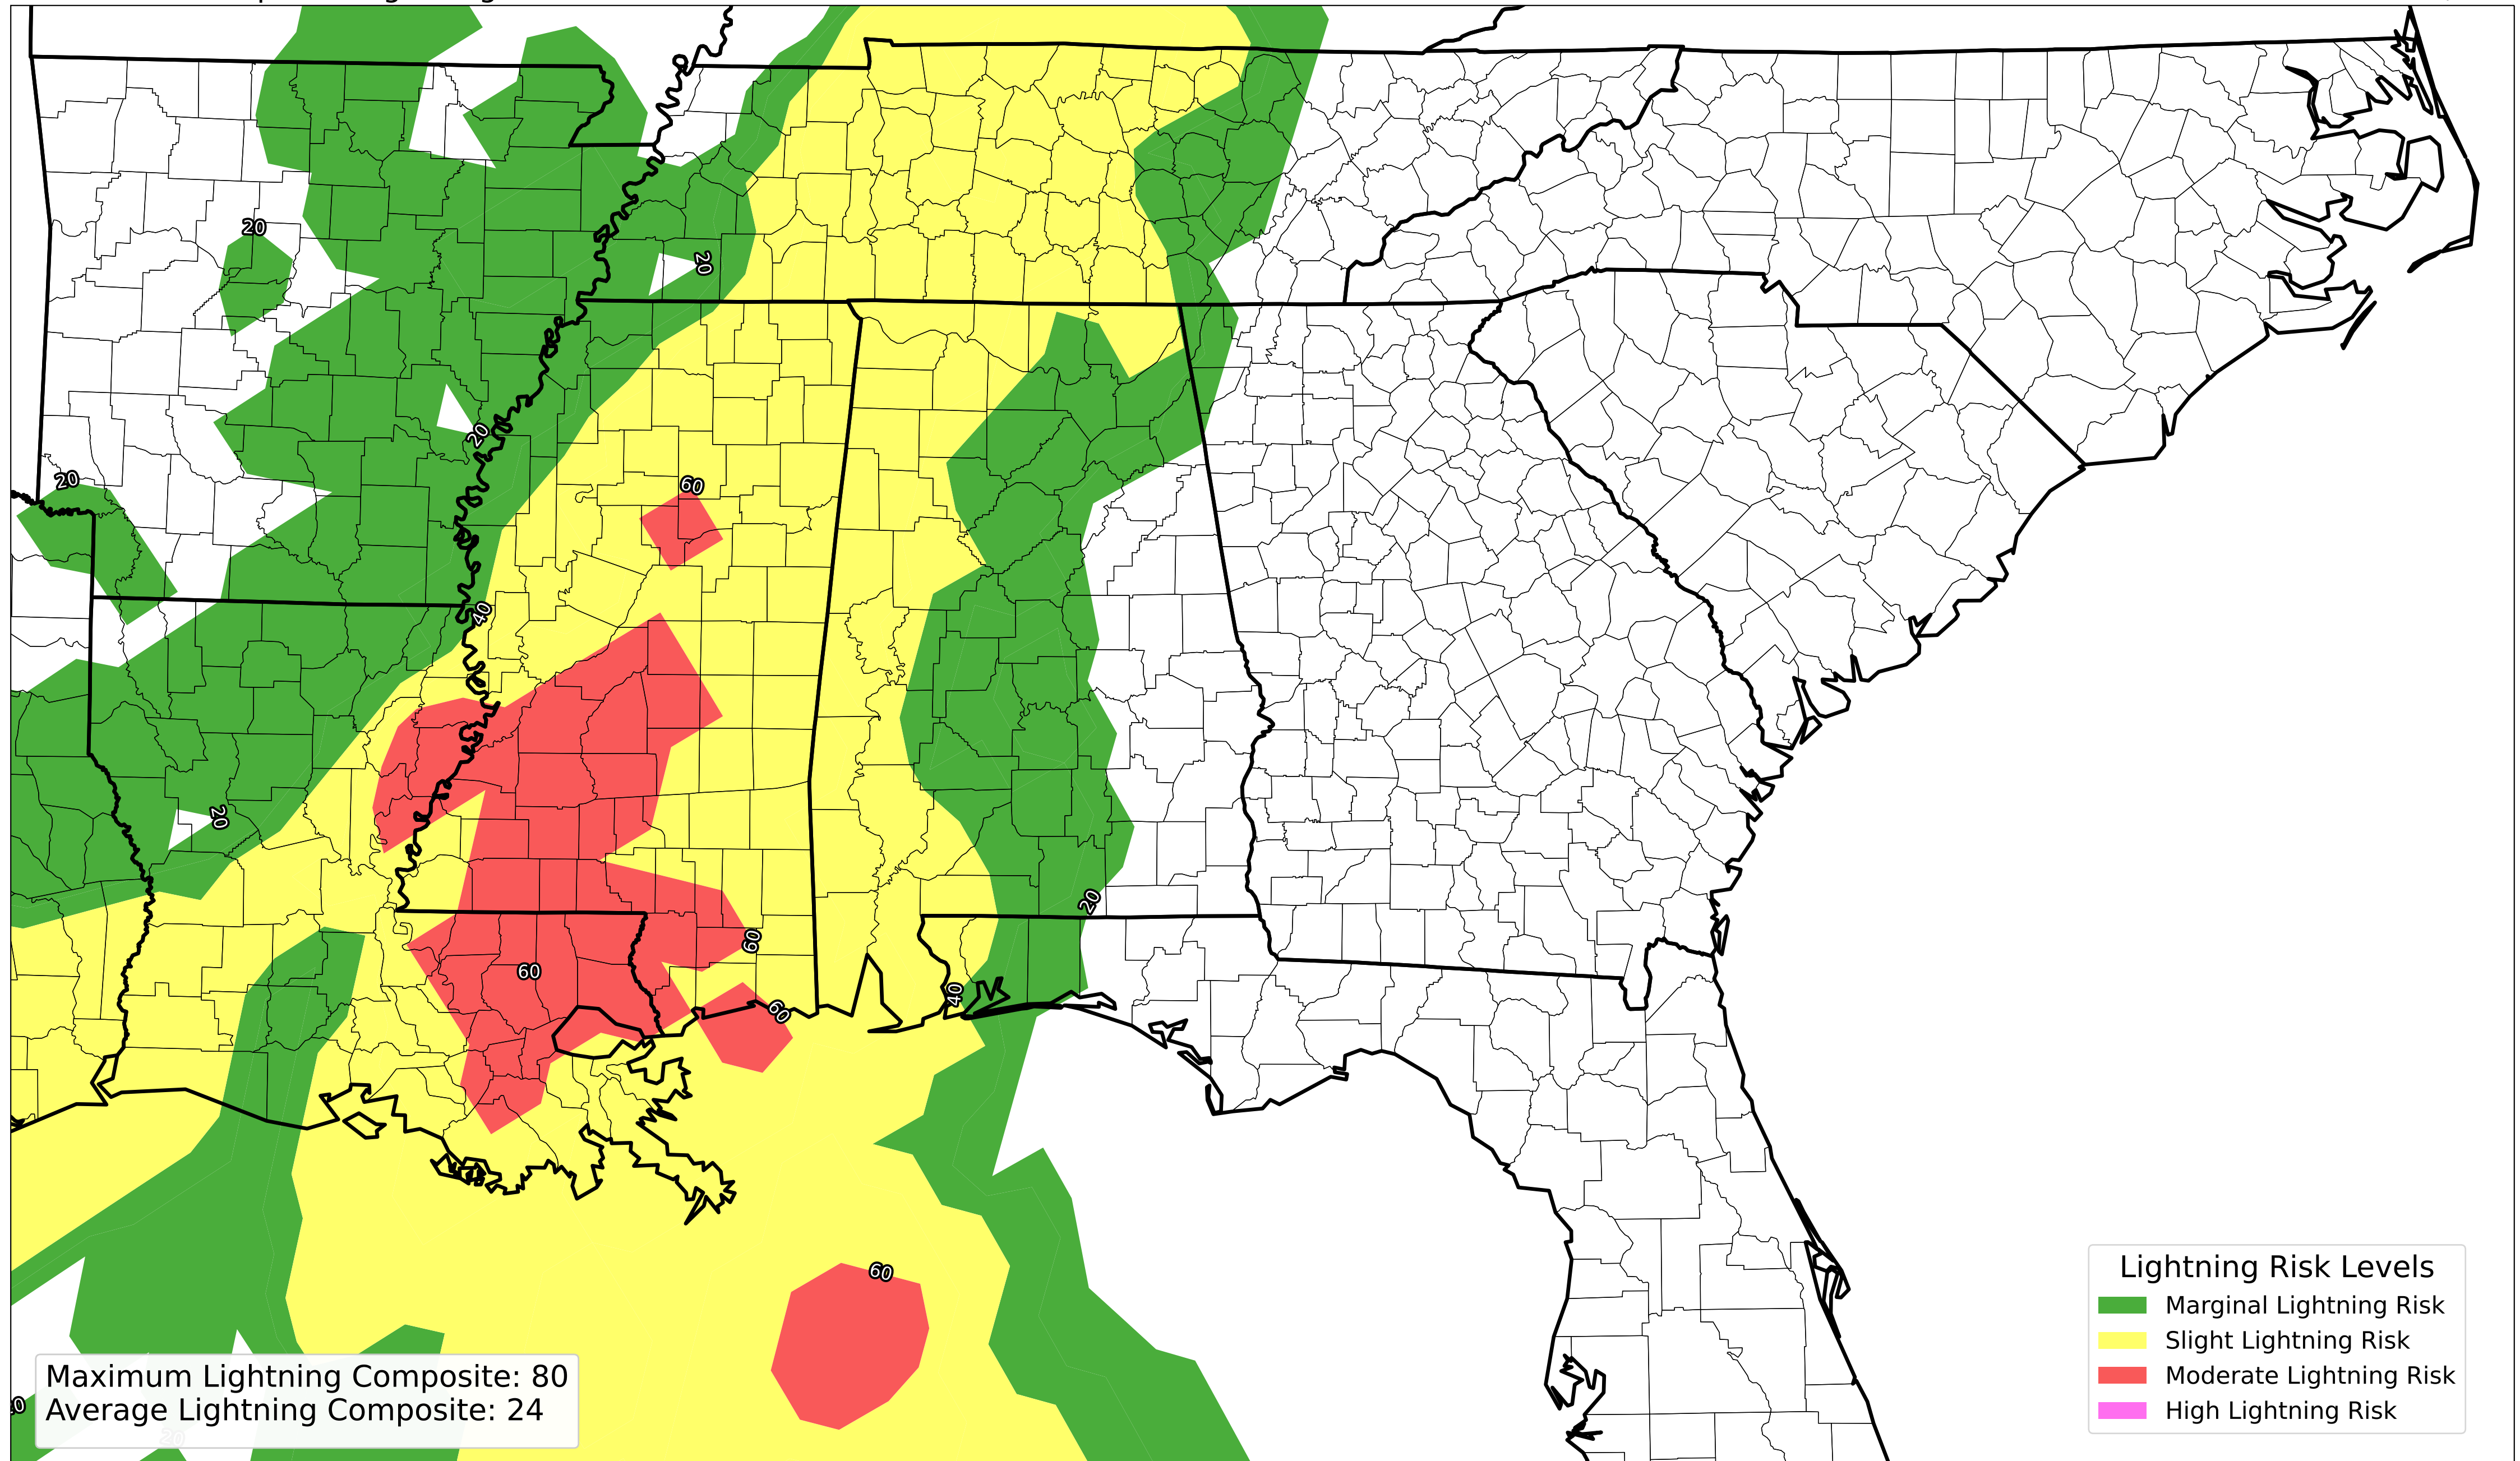 20
20
20
20
60
40
20
20
60
60
40
60
60
Lightning Risk Levels
Marginal Lightning Risk
Slight Lightning Risk
Moderate Lightning Risk
High Lightning Risk
Maximum Lightning Composite: 80
Average Lightning Composite: 24
20